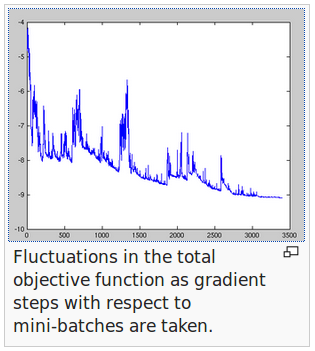 -4
-5
-6
-7
-8
-9
-10
0 500 1000 1500 2000 2500 3000 3500
Fluctuations in the total
objective function as gradient
steps with respect to
mini-batches are taken.